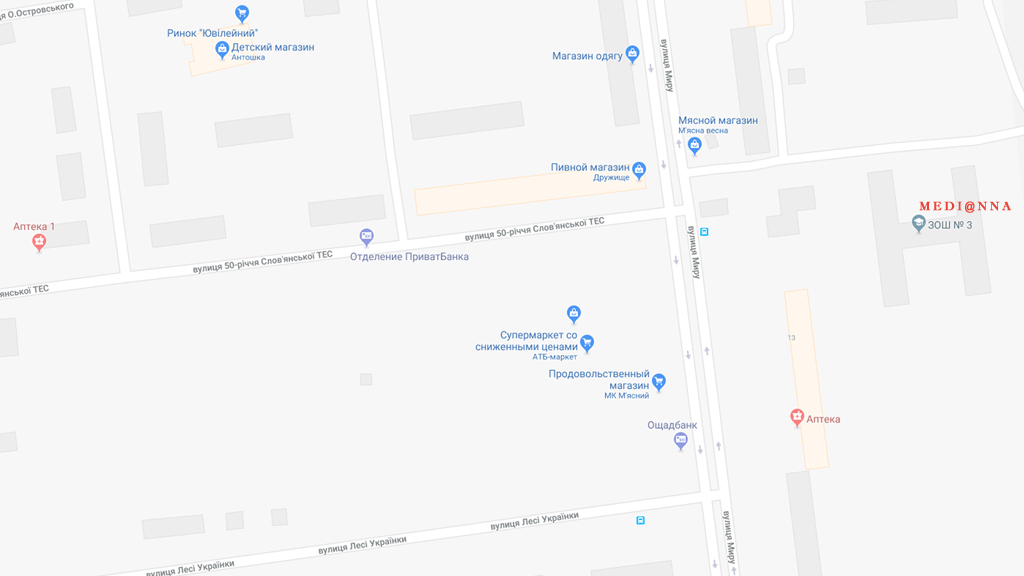 я О.Островського
Ринок "Ювілейний"
Детский магазин
Антошка
Магазин одягу
вулиця Миру
Мясной магазин
М'ясна весна
Пивной магазин
Дружище
MEDI@NNA
ЗОШ № 3
Аптека 1
вулиця 50-річчя Слов'янської ТЕС
вулиця 50-річчя Слов'янської ТЕС
янської ТЕС
Отделение ПриватБанка
вулиця Миру
Супермаркет со
сниженными ценами
АТБ-маркет
13
Продовольственный
магазин
МК М'ясний
Ощадбанк
Аптека
вулиця Лесі Українки
вулиця Лесі Українки
вулиця Лесі Українки
вулиця Миру